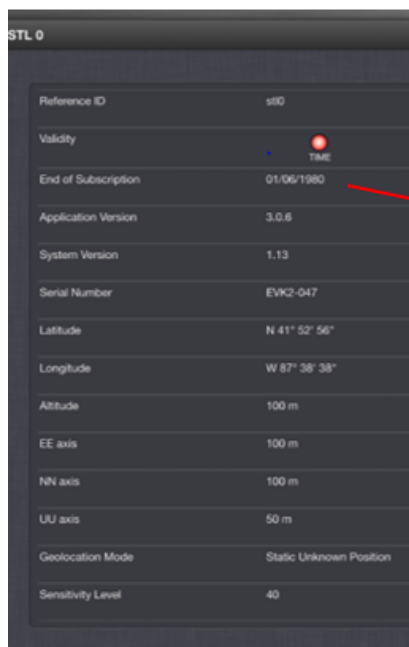 STL 0
Reference ID stl0
Validity
TIME
End of Subscription 01/06/1980
Application Version 3.0.6
System Version 1.13
Serial Number EVK2-047
Latitude N 41° 52' 56"
Longitude W 87° 38' 38"
Altitude 100 m
EE axis 100 m
NN axis 100 m
UU axis 50 m
Geolocation Mode Static Unknown Position
Sensitivity Level 40